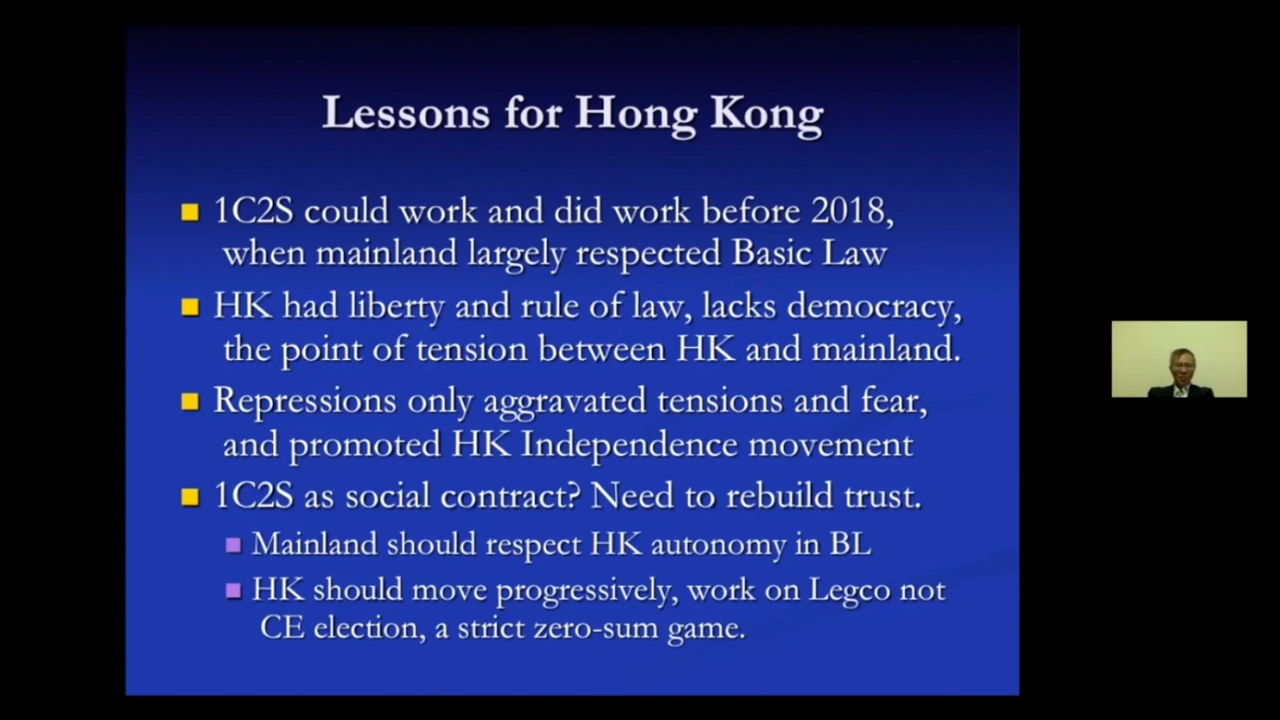 Lessons for Hong Kong
1C2S could work and did work before 2018,
when mainland largely respected Basic Law
HK had liberty and rule of law, lacks democracy,
the point of tension between HK and mainland.
Repressions only aggravated tensions and fear,
and promoted HK Independence movement
1C2S as social contract? Need to rebuild trust.
Mainland should respect HK autonomy in BL
HK should move progressively, work on Legco not
CE election, a strict zero-sum game.